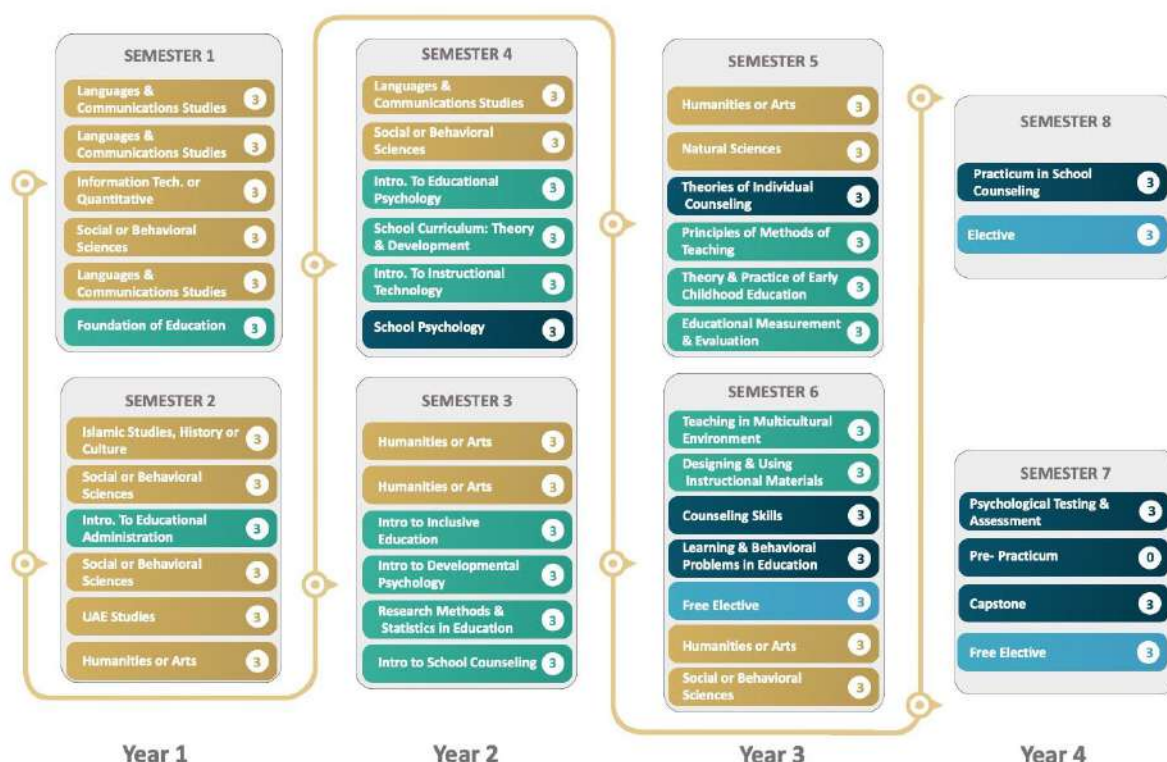 SEMESTER 1
Languages &
Communications Studies
3
Languages &
Communications Studies
3
Information Tech. or
Quantitative
3
Social or Behavioral
Sciences
3
Languages &
Communications Studies
3
Foundation of Education
3
SEMESTER 2
Islamic Studies, History or
Culture
3
Social or Behavioral
Sciences
3
Intro. To Educational
Administration
3
Social or Behavioral
Sciences
3
UAE Studies
3
Humanities or Arts
3
Year 1
SEMESTER 4
Languages &
Communications Studies
3
Social or Behavioral
Sciences
3
Intro. To Educational
Psychology
3
School Curriculum: Theory
& Development
3
Intro. To Instructional
Technology
3
School Psychology
3
SEMESTER 3
Humanities or Arts
3
Humanities or Arts
3
Intro to Inclusive
Education
3
Intro to Developmental
Psychology
3
Research Methods &
Statistics in Education
3
Intro to School Counseling
3
Year 2
SEMESTER 5
Humanities or Arts
3
Natural Sciences
3
Theories of Individual
Counseling
3
Principles of Methods of
Teaching
3
Theory & Practice of Early
Childhood Education
3
Educational Measurement
& Evaluation
3
SEMESTER 6
Teaching in Multicultural
Environment
3
Designing & Using
Instructional Materials
3
Counseling Skills
3
Learning & Behavioral
Problems in Education
3
Free Elective
3
Humanities or Arts
3
Social or Behavioral
Sciences
3
Year 3
SEMESTER 8
Practicum in School
Counseling
3
Elective
3
SEMESTER 7
Psychological Testing &
Assessment
3
Pre- Practicum
0
Capstone
3
Free Elective
3
Year 4